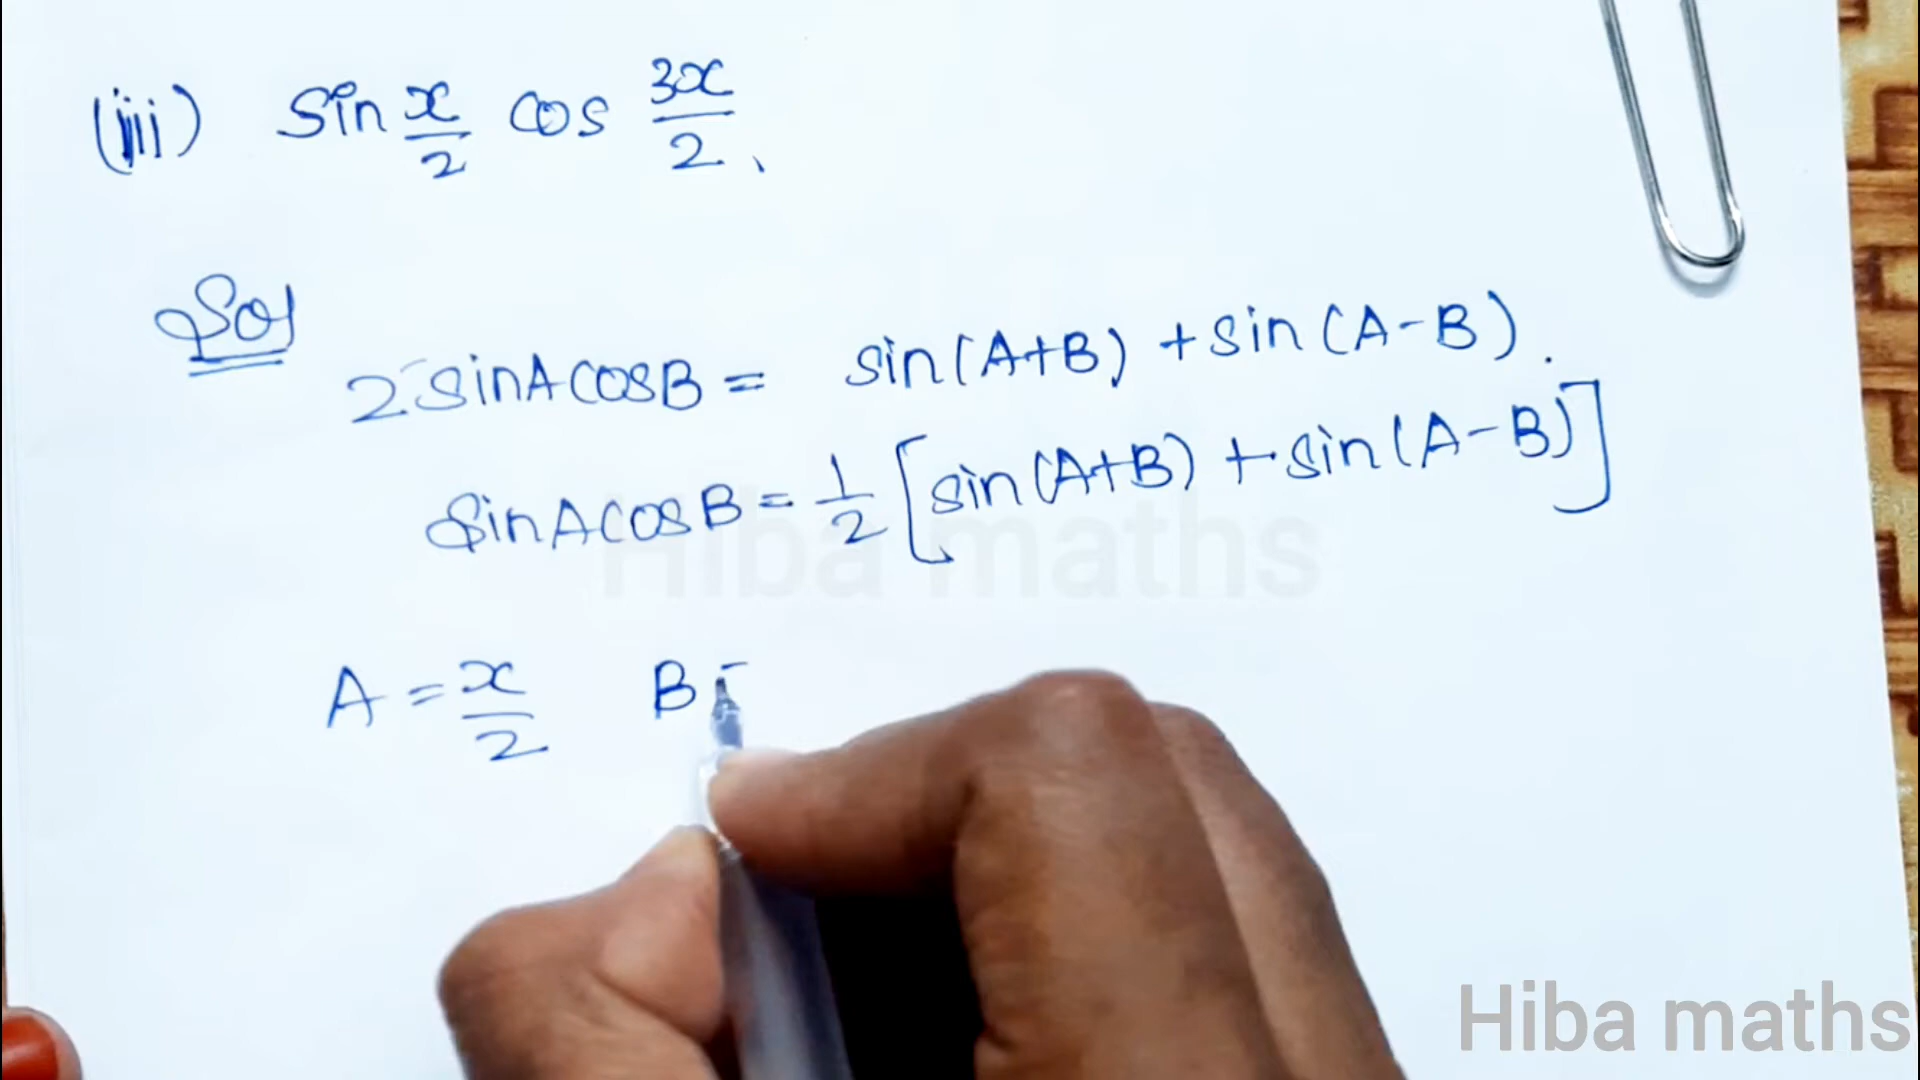 (iii) Sin x/2 cos 3x/2.
Sol
2 sinA cosB = sin(A+B) + sin(A-B).
sinA cosB = 1/2 [sin(A+B) + sin(A-B)]
Hiba maths
A = x/2 B =
Hiba maths